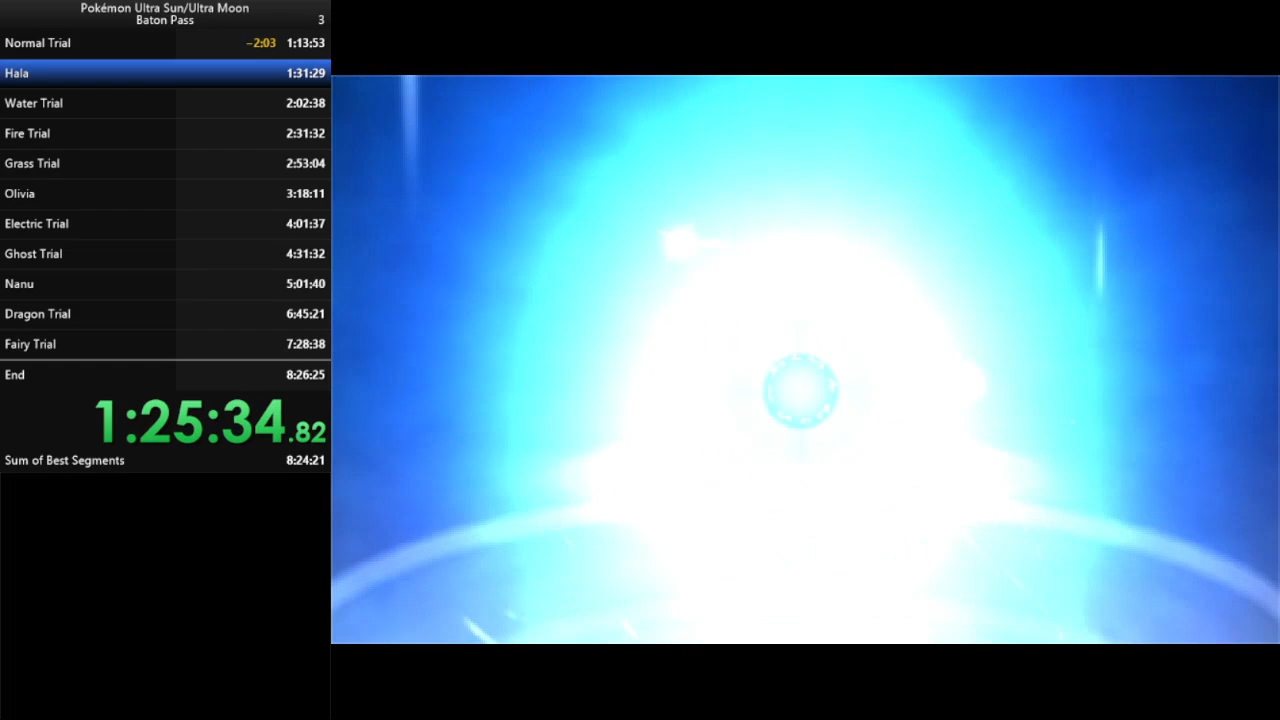 Pokémon Ultra Sun/Ultra Moon
Baton Pass 3
Normal Trial −2:03 1:13:53
Hala 1:31:29
Water Trial 2:02:38
Fire Trial 2:31:32
Grass Trial 2:53:04
Olivia 3:18:11
Electric Trial 4:01:37
Ghost Trial 4:31:32
Nanu 5:01:40
Dragon Trial 6:45:21
Fairy Trial 7:28:38
End 8:26:25
1:25:34.82
Sum of Best Segments 8:24:21